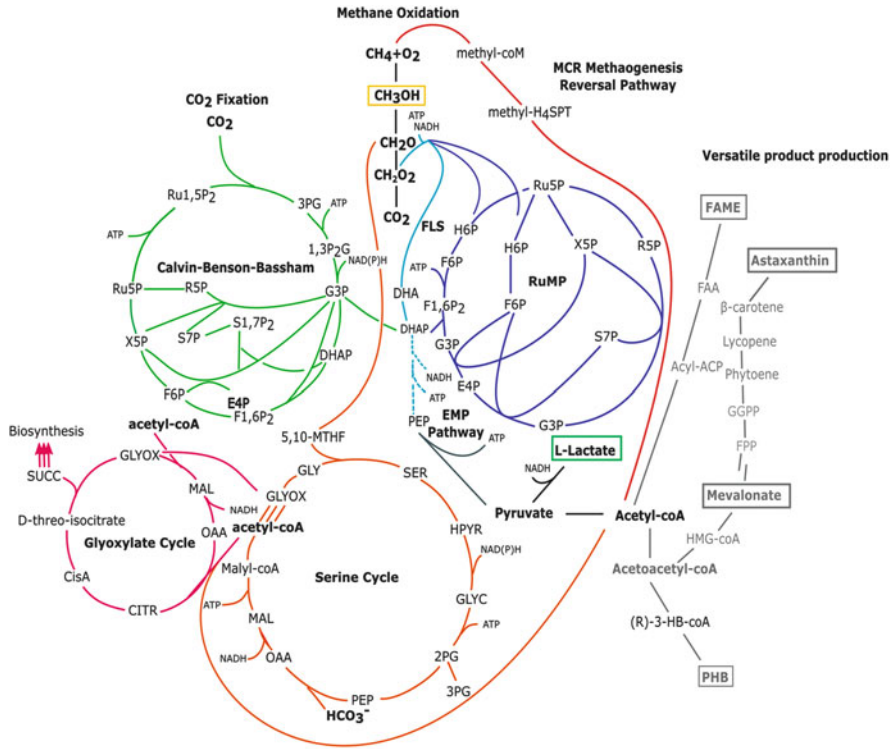 Methane Oxidation
CH4+O2
methyl-coM
MCR Methaogenesis
Reversal Pathway
CH3OH
CO2 Fixation
CO2
ATP
NADH
methyl-H4SPT
CH2O
CH2O2
CO2
Versatile product production
Ru1,5P2
3PG
ATP
ATP
1,3P2G
NAD(P)H
Calvin-Benson-Bassham
Ru5P
R5P
G3P
S7P
S1,7P2
X5P
DHAP
F6P
E4P
F1,6P2
FLS
DHA
DHAP
NADH
ATP
PEP
EMP
Pathway
ATP
Ru5P
H6P
H6P
X5P
R5P
F6P
ATP
RuMP
F1,6P2
F6P
G3P
S7P
E4P
G3P
FAME
Astaxanthin
FAA
β-carotene
Lycopene
Acyl-ACP
Phytoene
GGPP
FPP
Mevalonate
L-Lactate
NADH
Pyruvate
Acetyl-coA
HMG-coA
Acetoacetyl-coA
(R)-3-HB-coA
PHB
acetyl-coA
Biosynthesis
GLYOX
SUCC
MAL
NADH
D-threo-isocitrate
OAA
Glyoxylate Cycle
CisA
CITR
5,10-MTHF
GLY
SER
GLYOX
acetyl-coA
HPYR
NAD(P)H
Malyl-coA
Serine Cycle
GLYC
ATP
MAL
ATP
NADH
OAA
2PG
3PG
PEP
HCO3-